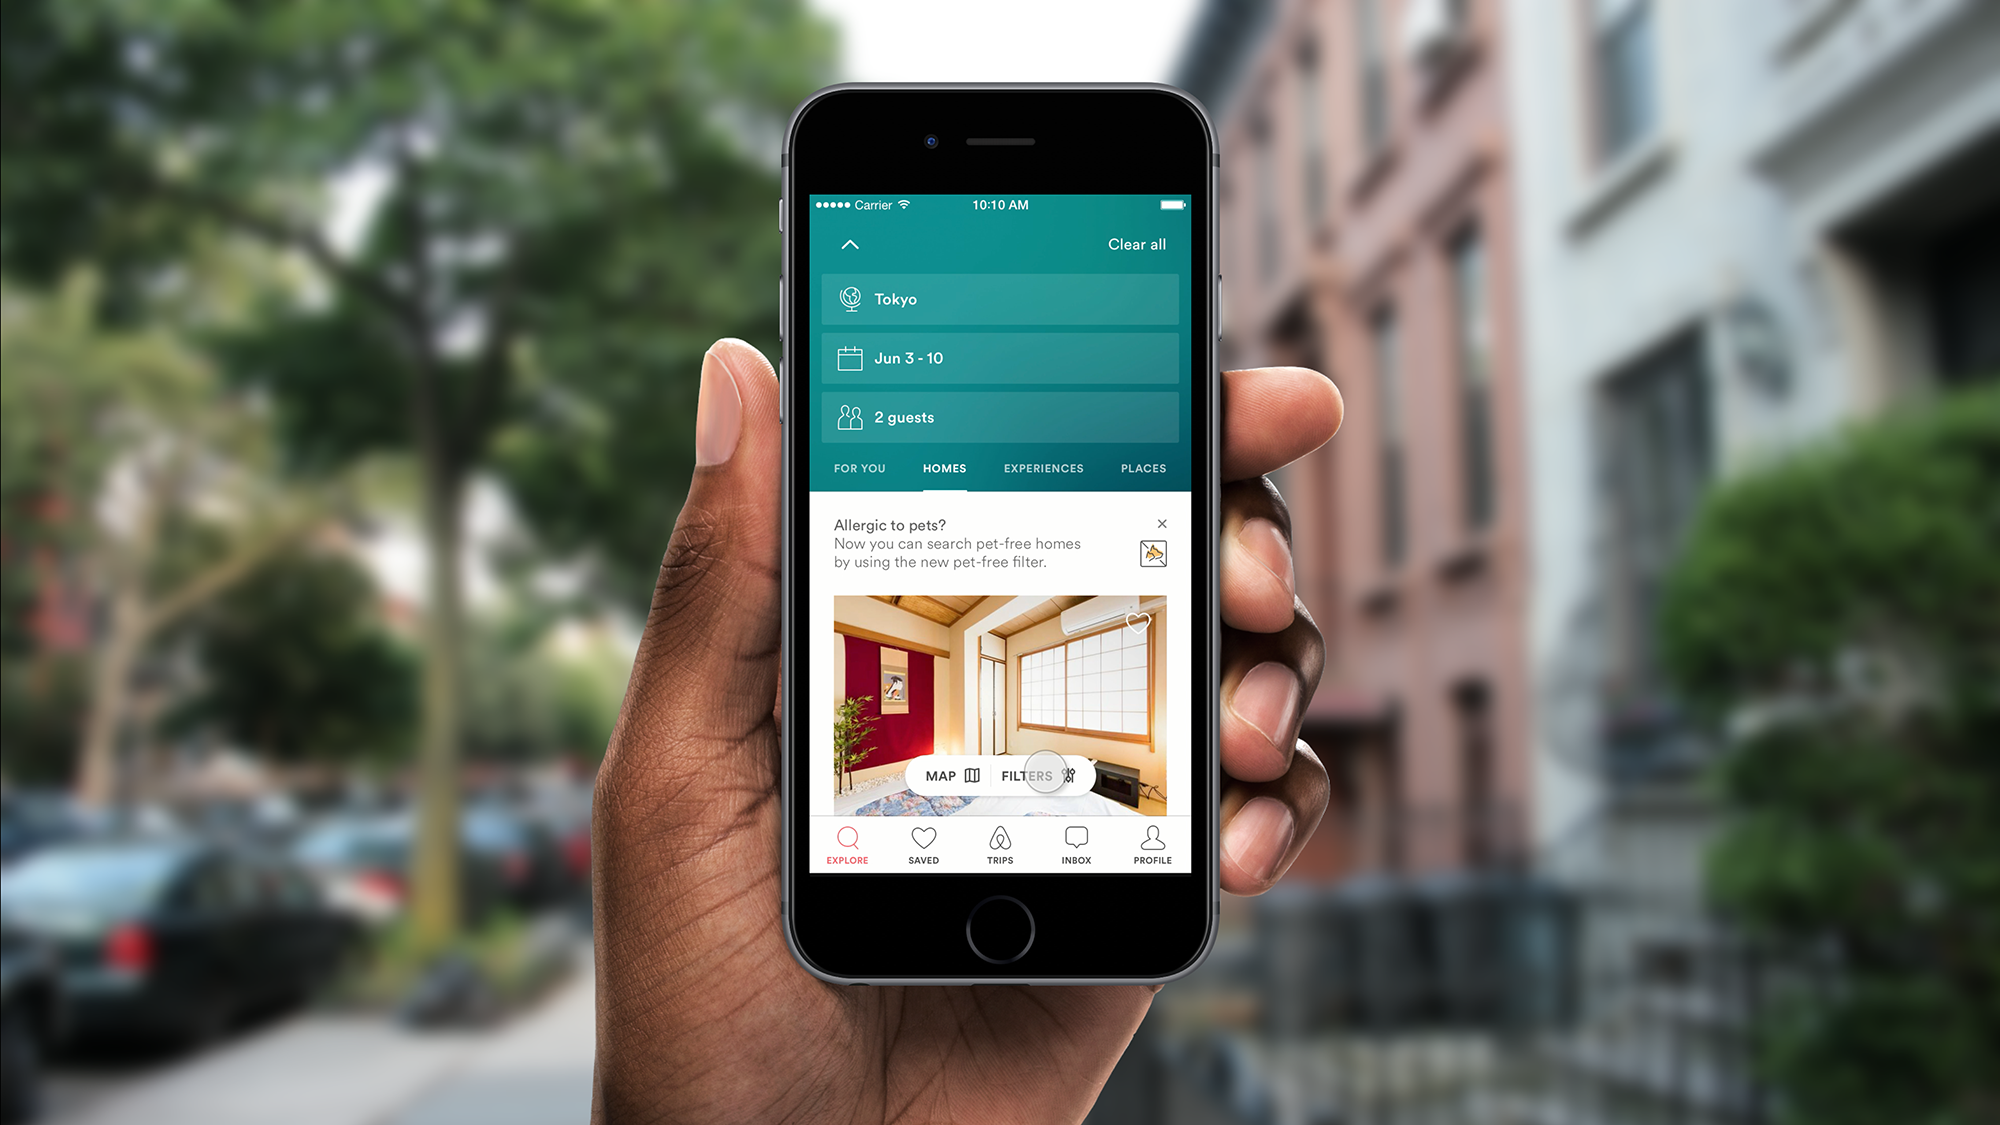 Carrier 10:10 AM
Clear all
Tokyo
Jun 3 - 10
2 guests
FOR YOU HOMES EXPERIENCES PLACES
Allergic to pets?
Now you can search pet-free homes
by using the new pet-free filter.
MAP FILTERS
EXPLORE SAVED TRIPS INBOX PROFILE